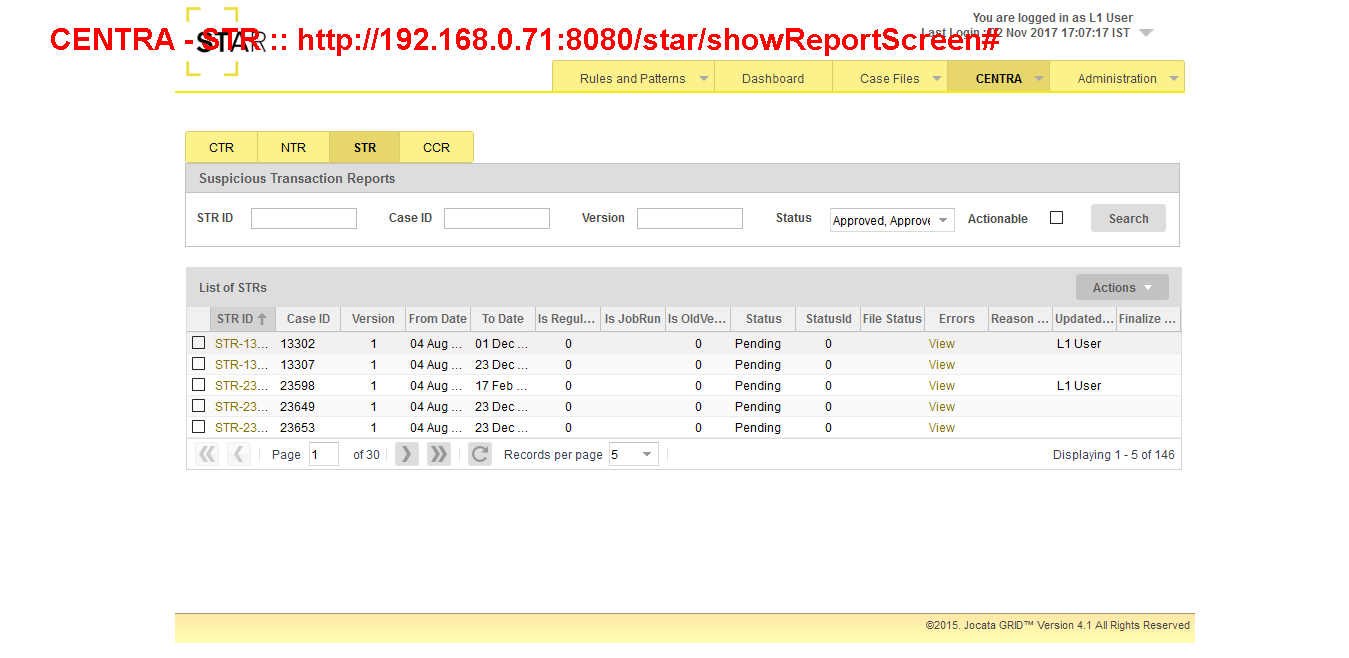 You are logged in as L1 User
CENTRA - STR :: http://192.168.0.71:8080/star/showReportScreen#
STARR
Last Login : 02 Nov 2017 17:07:17 IST
Rules and Patterns Dashboard Case Files CENTRA Administration
CTR NTR STR CCR
Suspicious Transaction Reports
STR ID Case ID Version Status Approved, Approve Actionable Search
List of STRs Actions
STR ID Case ID Version From Date To Date Is Regul... Is JobRun Is OldVe... Status StatusId File Status Errors Reason ... Updated... Finalize ...
STR-13... 13302 1 04 Aug ... 01 Dec ... 0 0 Pending 0 View L1 User
STR-13... 13307 1 04 Aug ... 23 Dec ... 0 0 Pending 0 View
STR-23... 23598 1 04 Aug ... 17 Feb ... 0 0 Pending 0 View L1 User
STR-23... 23649 1 04 Aug ... 23 Dec ... 0 0 Pending 0 View
STR-23... 23653 1 04 Aug ... 23 Dec ... 0 0 Pending 0 View
Page 1 of 30 Records per page 5 Displaying 1 - 5 of 146
©2015. Jocata GRID™ Version 4.1 All Rights Reserved